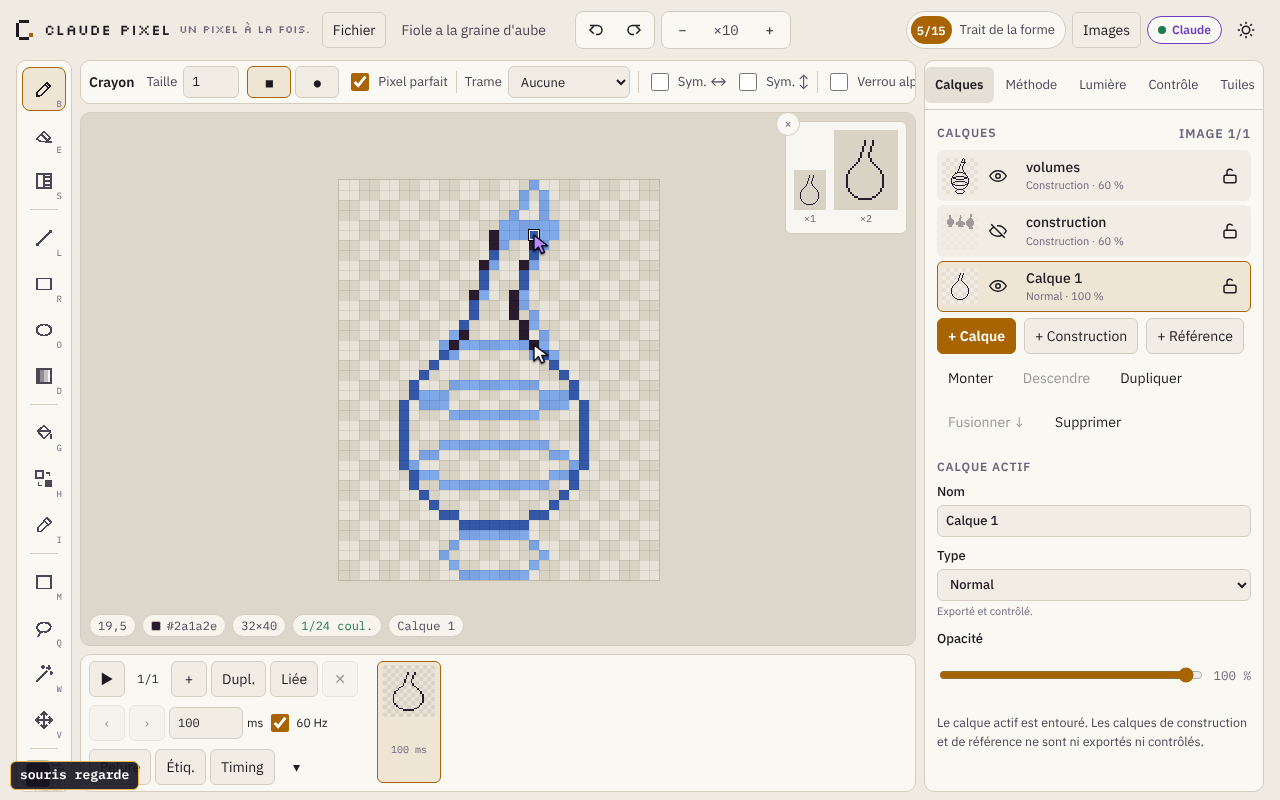 CLAUDE PIXEL UN PIXEL À LA FOIS. Fichier Fiole a la graine d'aube − ×10 + 5/15 Trait de la forme Images Claude
Crayon Taille 1 Pixel parfait Trame Aucune Sym. ↔ Sym. ↕ Verrou alp
Calques Méthode Lumière Contrôle Tuiles
B
E
S
L
R
O
D
G
H
I
M
Q
W
V
×
×1 ×2
CALQUES IMAGE 1/1
volumes
Construction · 60 %
construction
Construction · 60 %
Calque 1
Normal · 100 %
+ Calque + Construction + Référence
Monter Descendre Dupliquer
Fusionner ↓ Supprimer
CALQUE ACTIF
Nom
Calque 1
Type
Normal
Exporté et contrôlé.
Opacité
100 %
Le calque actif est entouré. Les calques de construction
et de référence ne sont ni exportés ni contrôlés.
19,5 #2a1a2e 32×40 1/24 coul. Calque 1
1/1 + Dupl. Liée ×
‹ › 100 ms 60 Hz
Étiq. Timing ▼
100 ms
souris regarde